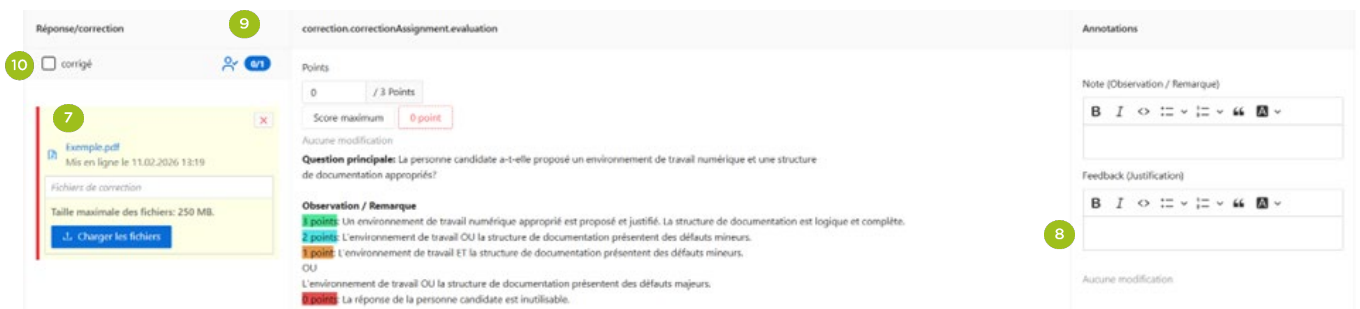 Réponse/correction
9
correction.correctionAssignment.evaluation
Annotations
10
corrigé
0/1
7
Exemple.pdf
Mis en ligne le 11.02.2026 13:19
Fichiers de correction
Taille maximale des fichiers: 250 MB.
Charger les fichiers
Points
0 / 3 Points
Score maximum
0 point
Aucune modification
Question principale: La personne candidate a-t-elle proposé un environnement de travail numérique et une structure
de documentation appropriés?
Observation / Remarque
3 points: Un environnement de travail numérique approprié est proposé et justifié. La structure de documentation est logique et complète.
2 points: L'environnement de travail OU la structure de documentation présentent des défauts mineurs.
1 point: L'environnement de travail ET la structure de documentation présentent des défauts mineurs.
OU
L'environnement de travail OU la structure de documentation présentent des défauts majeurs.
0 points: La réponse de la personne candidate est inutilisable.
Note (Observation / Remarque)
B I <> A
Feedback (Justification)
B I <> A
8
Aucune modification